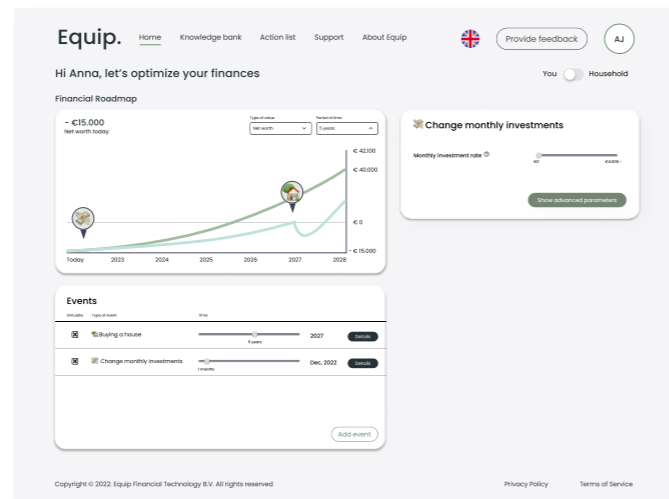 Equip.
Home
Knowledge bank
Action list
Support
About Equip
Provide feedback
AJ
Hi Anna, let's optimize your finances
You
Household
Financial Roadmap
- €15.000
Net worth today
Type of value
Net worth
Period of time
5 years
€ 42,100
€ 40.000
€ 0
- € 15.000
Today
2023
2024
2025
2026
2027
2028
Change monthly investments
Monthly investment rate
€0
Show advanced parameters
Events
Simulate
Type of event
Time
Buying a house
5 years
2027
Details
Change monthly investments
1 months
Dec, 2022
Details
Add event
Copyright © 2022. Equip Financial Technology B.V. All rights reserved
Privacy Policy
Terms of Service